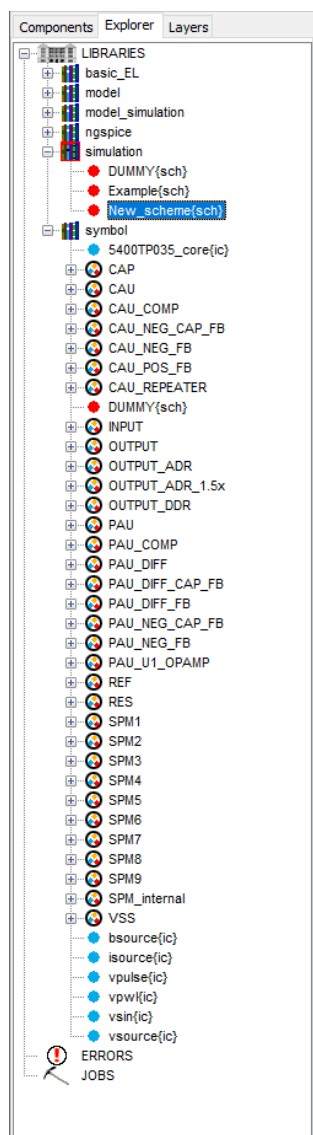 Components Explorer Layers
LIBRARIES
basic_EL
model
model_simulation
ngspice
simulation
DUMMY{sch}
Example{sch}
New_scheme{sch}
symbol
5400TP035_core{ic}
CAP
CAU
CAU_COMP
CAU_NEG_CAP_FB
CAU_NEG_FB
CAU_POS_FB
CAU_REPEATER
DUMMY{sch}
INPUT
OUTPUT
OUTPUT_ADR
OUTPUT_ADR_1.5x
OUTPUT_DDR
PAU
PAU_COMP
PAU_DIFF
PAU_DIFF_CAP_FB
PAU_DIFF_FB
PAU_NEG_CAP_FB
PAU_NEG_FB
PAU_U1_OPAMP
REF
RES
SPM1
SPM2
SPM3
SPM4
SPM5
SPM6
SPM7
SPM8
SPM9
SPM_internal
VSS
bsource{ic}
isource{ic}
vpulse{ic}
vpwl{ic}
vsin{ic}
vsource{ic}
ERRORS
JOBS